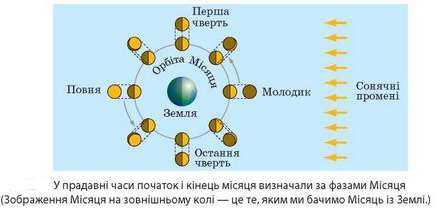 Перша
чверть
Орбіта Місяця
Повня
Земля
Молодик
Сонячні
промені
Остання
чверть
У прадавні часи початок і кінець місяця визначали за фазами Місяця
(Зображення Місяця на зовнішньому колі — це те, яким ми бачимо Місяць із Землі.)